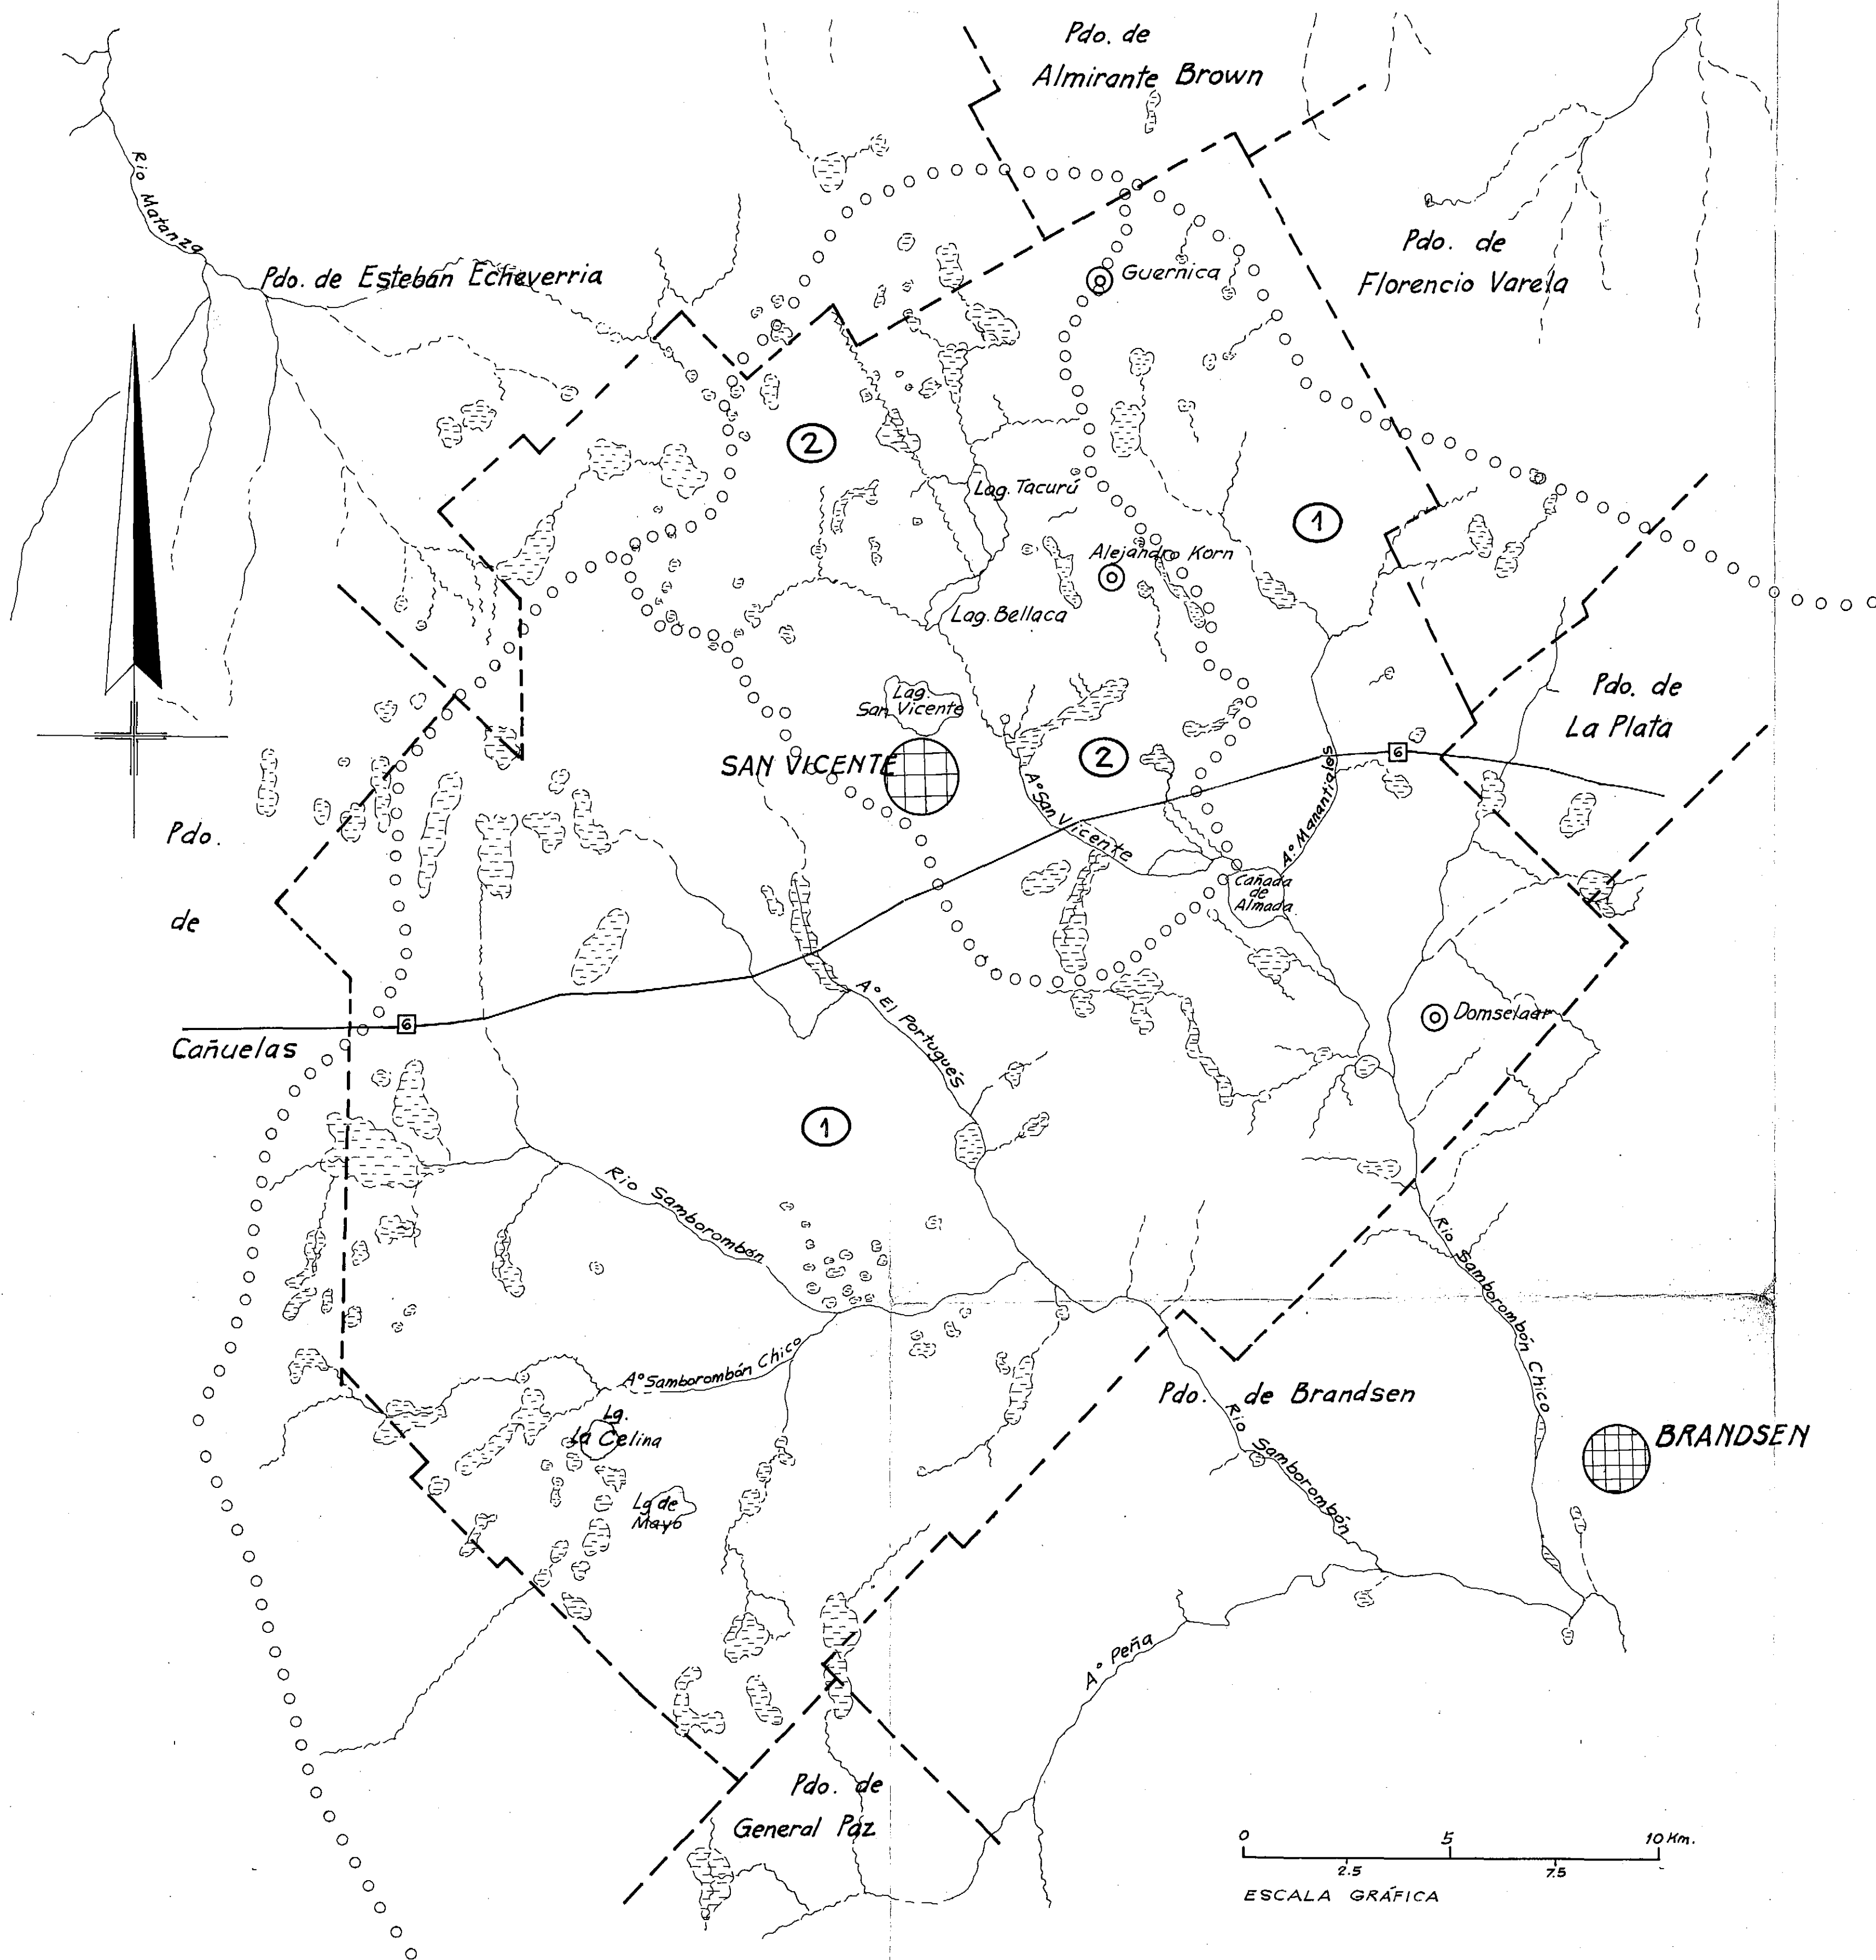 Pdo. de
Almirante Brown
Rio Matanza
Pdo. de Esteban Echeverria
Guernica
Pdo. de
Florencio Varela
2
Lag. Tacurú
1
Alejandro Korn
Lag. Bellaca
Lag.
San Vicente
Pdo. de
La Plata
SAN VICENTE
2
6
A° San Vicente
A° Manantiales
Pdo.
de
Cañuelas
Cañada
de
Almada
6
A° El Portugués
Domselaar
1
Rio Samborombón
Rio Samborombón Chico
A° Samborombón Chico
Pdo. de Brandsen
Lg.
La Celina
BRANDSEN
Rio Samborombón
Lg de
Mayo
A° Peña
Pdo. de
General Paz
0 5 10 Km.
2.5 7.5
ESCALA GRÁFICA